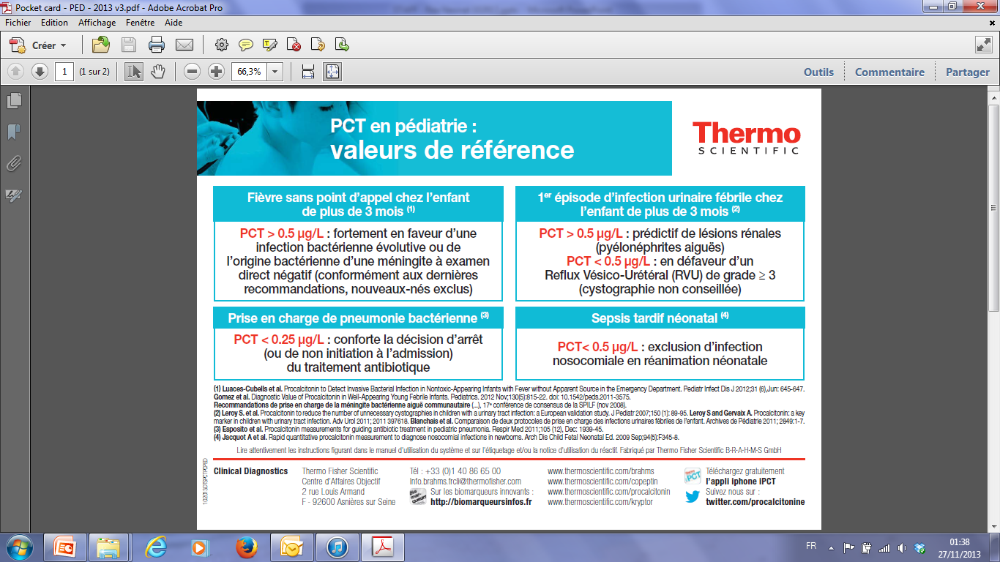 Pocket card - PED - 2013 v3.pdf - Adobe Acrobat Pro
Fichier Edition Affichage Fenêtre Aide
Créer
1 (1 sur 2) 66,3% Outils Commentaire Partager
PCT en pédiatrie :
valeurs de référence
Thermo
SCIENTIFIC
Fièvre sans point d'appel chez l'enfant
de plus de 3 mois (1)
PCT > 0.5 µg/L : fortement en faveur d'une
infection bactérienne évolutive ou de
l'origine bactérienne d'une méningite à examen
direct négatif (conformément aux dernières
recommandations, nouveaux-nés exclus)
1er épisode d'infection urinaire fébrile chez
l'enfant de plus de 3 mois (2)
PCT > 0.5 µg/L : prédictif de lésions rénales
(pyélonéphrites aiguës)
PCT < 0.5 µg/L : en défaveur d'un
Reflux Vésico-Urétéral (RVU) de grade ≥ 3
(cystographie non conseillée)
Prise en charge de pneumonie bactérienne (3)
PCT < 0.25 µg/L : conforte la décision d'arrêt
(ou de non initiation à l'admission)
du traitement antibiotique
Sepsis tardif néonatal (4)
PCT< 0.5 µg/L : exclusion d'infection
nosocomiale en réanimation néonatale
(1) Luaces-Cubells et al. Procalcitonin to Detect Invasive Bacterial Infection in Nontoxic-Appearing Infants with Fever without Apparent Source in the Emergency Department. Pediatr Infect Dis J 2012;31 (6),Jun: 645-647.
Gomez et al. Diagnostic Value of Procalcitonin in Well-Appearing Young Febrile Infants. Pediatrics. 2012 Nov;130(5):815-22. doi: 10.1542/peds.2011-3575.
Recommandations de prise en charge de la méningite bactérienne aiguë communautaire (...), 17e conférence de consensus de la SPILF (nov 2008).
(2) Leroy S. et al. Procalcitonin to reduce the number of unnecessary cystographies in children with a urinary tract infection: a European validation study. J Pediatr 2007;150 (1): 89-95. Leroy S and Gervaix A. Procalcitonin: a key
marker in children with urinary tract infection. Adv Urol 2011; 2011 397618. Blanchais et al. Comparaison de deux protocoles de prise en charge des infections urinaires fébriles de l'enfant. Archives de Pédiatrie 2011; 2849:1-7.
(3) Esposito et al. Procalcitonin measurements for guiding antibiotic treatment in pediatric pneumonia. Respir Med 2011;105 (12), Dec: 1939-45.
(4) Jacquot A et al. Rapid quantitative procalcitonin measurement to diagnose nosocomial infections in newborns. Arch Dis Child Fetal Neonatal Ed. 2009 Sep;94(5):F345-8.
Lire attentivement les instructions figurant dans le manuel d'utilisation du système et sur l'étiquetage et/ou la notice d'utilisation du réactif. Fabriqué par Thermo Fisher Scientific B·R·A·H·M·S GmbH
Clinical Diagnostics
Thermo Fisher Scientific
Centre d'Affaires Objectif
2 rue Louis Armand
F - 92600 Asnières sur Seine
Tél : +33 (0)1 40 86 65 00
info.brahms.frcli@thermofisher.com
Sur les biomarqueurs innovants :
http://biomarqueursinfos.fr
www.thermoscientific.com/brahms
www.thermoscientific.com/copeptin
www.thermoscientific.com/procalcitonin
www.thermoscientific.com/kryptor
Téléchargez gratuitement
l'appli iphone iPCT
Suivez nous sur :
twitter.com/procalcitonine
FR
01:38
27/11/2013